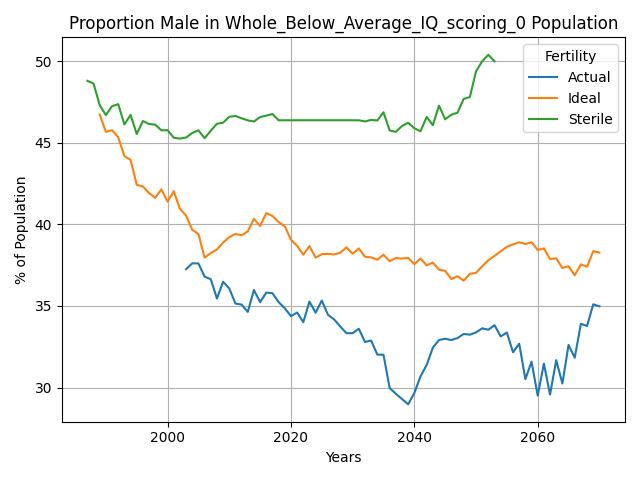 Proportion Male in Whole_Below_Average_IQ_scoring_0 Population
% of Population
50
45
40
35
30
2000
2020
2040
2060
Years
Fertility
Actual
Ideal
Sterile